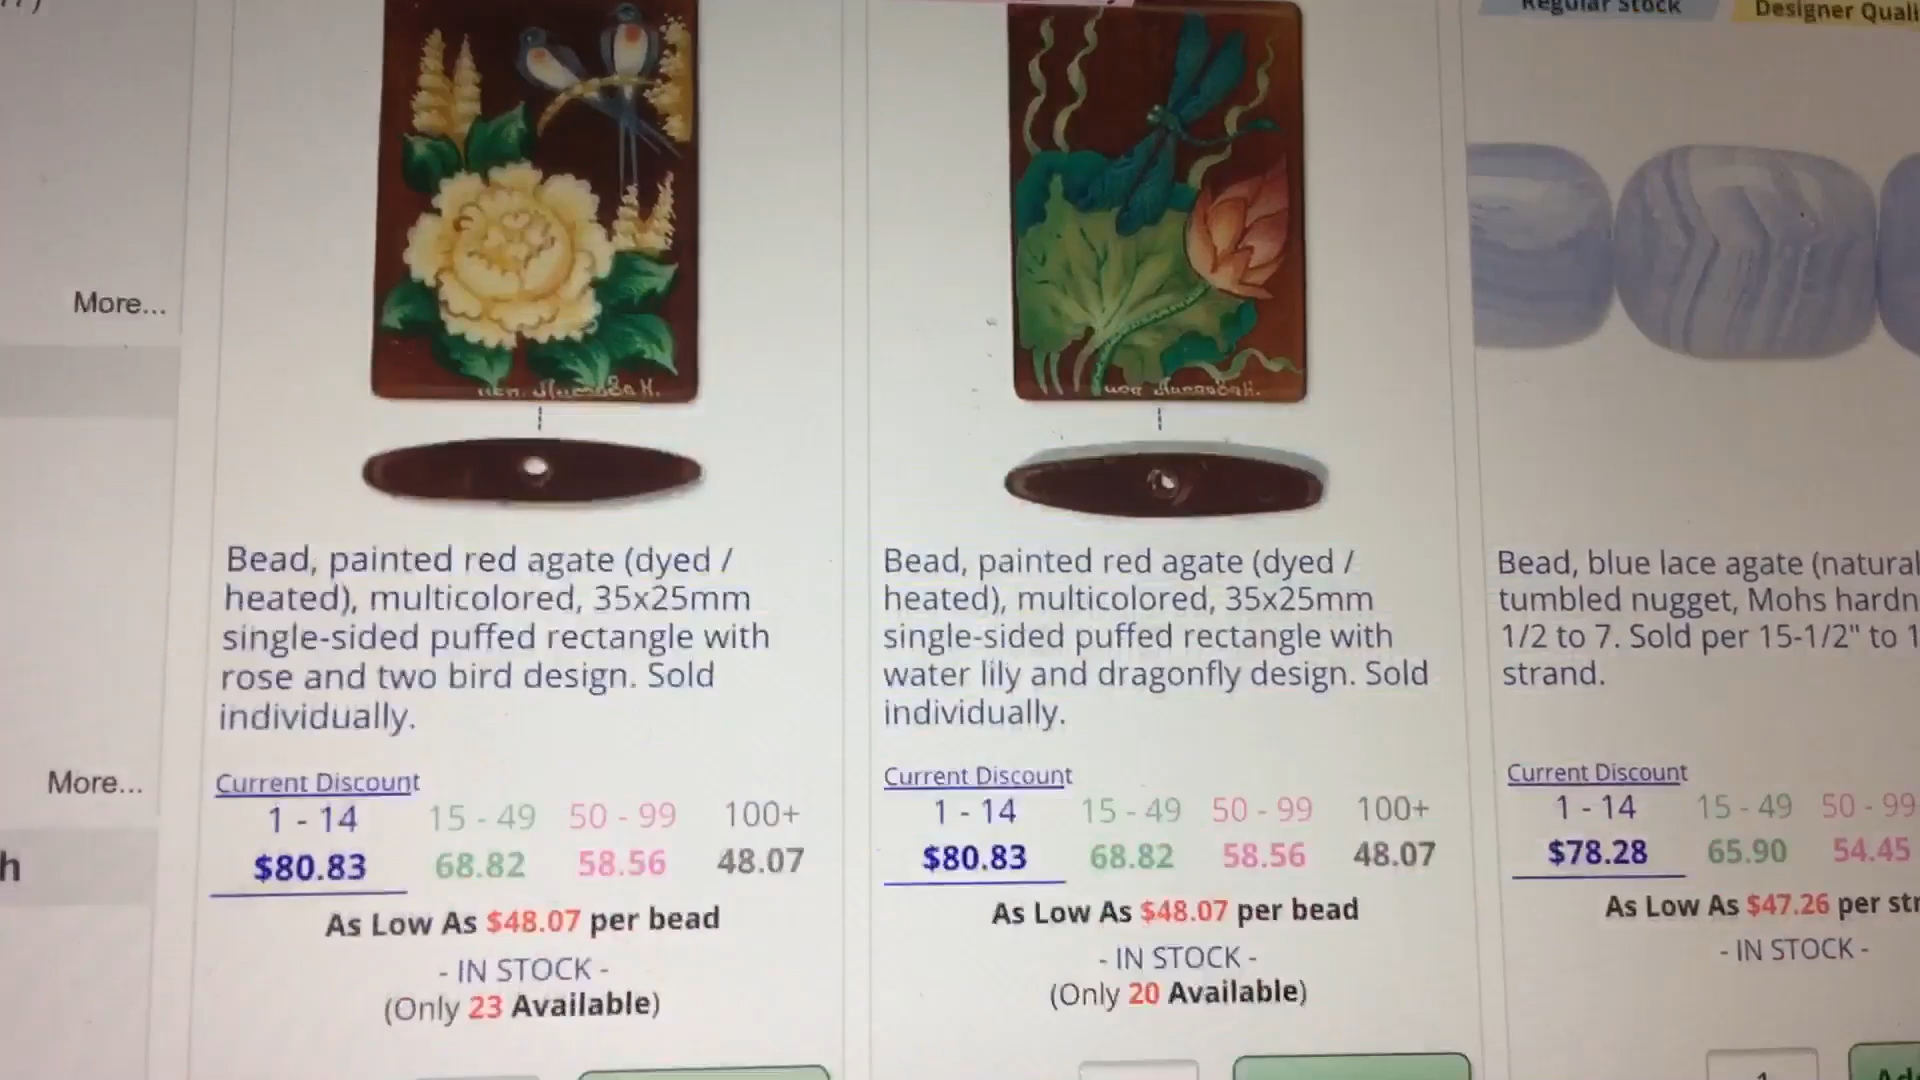 More...
More...
h
Bead, painted red agate (dyed /
heated), multicolored, 35x25mm
single-sided puffed rectangle with
rose and two bird design. Sold
individually.
Current Discount
1 - 14 15 - 49 50 - 99 100+
$80.83 68.82 58.56 48.07
As Low As $48.07 per bead
- IN STOCK -
(Only 23 Available)
Bead, painted red agate (dyed /
heated), multicolored, 35x25mm
single-sided puffed rectangle with
water lily and dragonfly design. Sold
individually.
Current Discount
1 - 14 15 - 49 50 - 99 100+
$80.83 68.82 58.56 48.07
As Low As $48.07 per bead
- IN STOCK -
(Only 20 Available)
Regular Stock
Designer Quali
Bead, blue lace agate (natural
tumbled nugget, Mohs hardn
1/2 to 7. Sold per 15-1/2" to 1
strand.
Current Discount
1 - 14 15 - 49 50 - 99
$78.28 65.90 54.45
As Low As $47.26 per str
- IN STOCK -